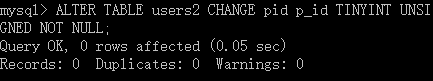 mysql> ALTER TABLE users2 CHANGE pid p_id TINYINT UNSI
GNED NOT NULL;
Query OK, 0 rows affected (0.05 sec)
Records: 0  Duplicates: 0  Warnings: 0